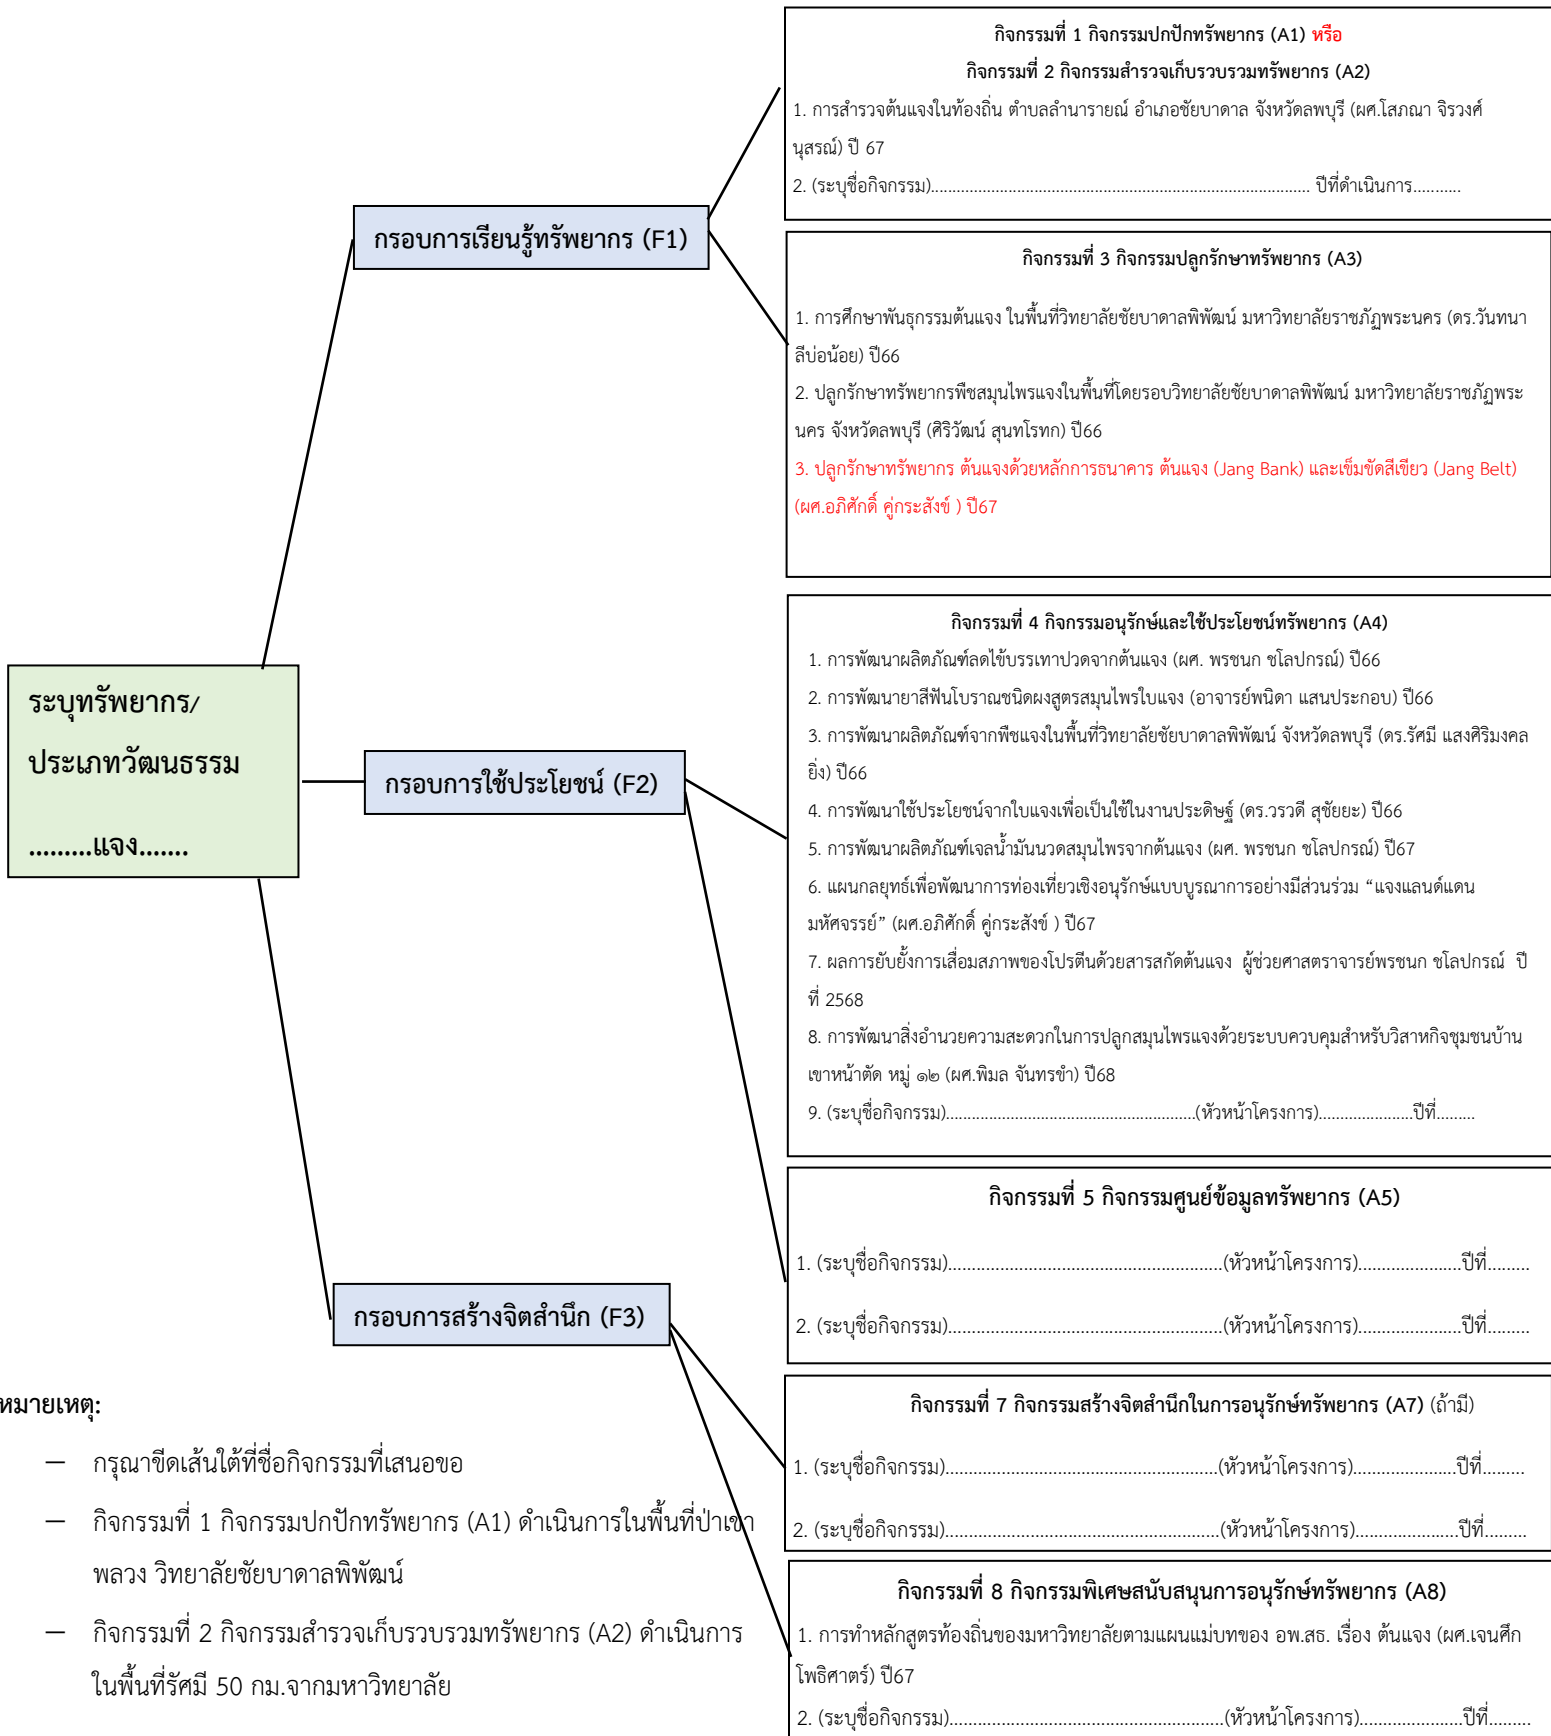 กิจกรรมที่ 1 กิจกรรมปกปักทรัพยากร (A1) หรือ
กิจกรรมที่ 2 กิจกรรมสำรวจเก็บรวบรวมทรัพยากร (A2)
1. การสำรวจต้นแจงในท้องถิ่น ตำบลลำนารายณ์ อำเภอชัยบาดาล จังหวัดลพบุรี (ผศ.โสภณา จิรวงศ์
นุสรณ์) ปี 67
2. (ระบุชื่อกิจกรรม)........................................................................................ ปีที่ดำเนินการ...........
กรอบการเรียนรู้ทรัพยากร (F1)
กิจกรรมที่ 3 กิจกรรมปลูกรักษาทรัพยากร (A3)
1. การศึกษาพันธุกรรมต้นแจง ในพื้นที่วิทยาลัยชัยบาดาลพิพัฒน์ มหาวิทยาลัยราชภัฏพระนคร (ดร.วันทนา
ลีบ่อน้อย) ปี66
2. ปลูกรักษาทรัพยากรพืชสมุนไพรแจงในพื้นที่โดยรอบวิทยาลัยชัยบาดาลพิพัฒน์ มหาวิทยาลัยราชภัฏพระ
นคร จังหวัดลพบุรี (ศิริวัฒน์ สุนทโรทก) ปี66
3. ปลูกรักษาทรัพยากร ต้นแจงด้วยหลักการธนาคาร ต้นแจง (Jang Bank) และเข็มขัดสีเขียว (Jang Belt)
(ผศ.อภิศักดิ์ คู่กระสังข์ ) ปี67
ระบุทรัพยากร/
ประเภทวัฒนธรรม
.........แจง.......
กรอบการใช้ประโยชน์ (F2)
กิจกรรมที่ 4 กิจกรรมอนุรักษ์และใช้ประโยชน์ทรัพยากร (A4)
1. การพัฒนาผลิตภัณฑ์ลดไข้บรรเทาปวดจากต้นแจง (ผศ. พรชนก ชโลปกรณ์) ปี66
2. การพัฒนายาสีฟันโบราณชนิดผงสูตรสมุนไพรใบแจง (อาจารย์พนิดา แสนประกอบ) ปี66
3. การพัฒนาผลิตภัณฑ์จากพืชแจงในพื้นที่วิทยาลัยชัยบาดาลพิพัฒน์ จังหวัดลพบุรี (ดร.รัศมี แสงศิริมงคล
ยิ่ง) ปี66
4. การพัฒนาใช้ประโยชน์จากใบแจงเพื่อเป็นใช้ในงานประดิษฐ์ (ดร.วรวดี สุชัยยะ) ปี66
5. การพัฒนาผลิตภัณฑ์เจลน้ำมันนวดสมุนไพรจากต้นแจง (ผศ. พรชนก ชโลปกรณ์) ปี67
6. แผนกลยุทธ์เพื่อพัฒนาการท่องเที่ยวเชิงอนุรักษ์แบบบูรณาการอย่างมีส่วนร่วม “แจงแลนด์แดน
มหัศจรรย์” (ผศ.อภิศักดิ์ คู่กระสังข์ ) ปี67
7. ผลการยับยั้งการเสื่อมสภาพของโปรตีนด้วยสารสกัดต้นแจง ผู้ช่วยศาสตราจารย์พรชนก ชโลปกรณ์ ปี
ที่ 2568
8. การพัฒนาสิ่งอำนวยความสะดวกในการปลูกสมุนไพรแจงด้วยระบบควบคุมสำหรับวิสาหกิจชุมชนบ้าน
เขาหน้าตัด หมู่ ๑๒ (ผศ.พิมล จันทรขำ) ปี68
9. (ระบุชื่อกิจกรรม)..........................................................(หัวหน้าโครงการ)......................ปีที่.........
กิจกรรมที่ 5 กิจกรรมศูนย์ข้อมูลทรัพยากร (A5)
1. (ระบุชื่อกิจกรรม)..........................................................(หัวหน้าโครงการ)......................ปีที่.........
2. (ระบุชื่อกิจกรรม)..........................................................(หัวหน้าโครงการ)......................ปีที่.........
กรอบการสร้างจิตสำนึก (F3)
กิจกรรมที่ 7 กิจกรรมสร้างจิตสำนึกในการอนุรักษ์ทรัพยากร (A7) (ถ้ามี)
1. (ระบุชื่อกิจกรรม)..........................................................(หัวหน้าโครงการ)......................ปีที่.........
2. (ระบุชื่อกิจกรรม)..........................................................(หัวหน้าโครงการ)......................ปีที่.........
กิจกรรมที่ 8 กิจกรรมพิเศษสนับสนุนการอนุรักษ์ทรัพยากร (A8)
1. การทำหลักสูตรท้องถิ่นของมหาวิทยาลัยตามแผนแม่บทของ อพ.สธ. เรื่อง ต้นแจง (ผศ.เจนศึก
โพธิศาตร์) ปี67
2. (ระบุชื่อกิจกรรม)..........................................................(หัวหน้าโครงการ)......................ปีที่.........
หมายเหตุ:
— กรุณาขีดเส้นใต้ที่ชื่อกิจกรรมที่เสนอขอ
— กิจกรรมที่ 1 กิจกรรมปกปักทรัพยากร (A1) ดำเนินการในพื้นที่ป่าเขา
พลวง วิทยาลัยชัยบาดาลพิพัฒน์
— กิจกรรมที่ 2 กิจกรรมสำรวจเก็บรวบรวมทรัพยากร (A2) ดำเนินการ
ในพื้นที่รัศมี 50 กม.จากมหาวิทยาลัย